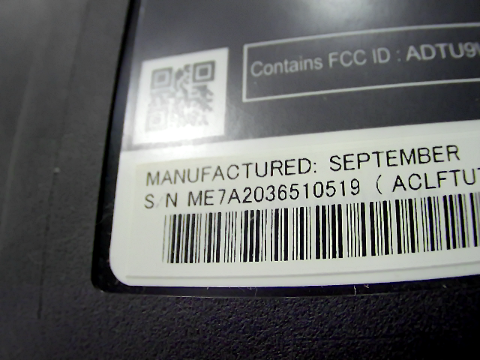 Contains FCC ID : ADTU9
MANUFACTURED: SEPTEMBER
S/N ME7A2036510519 ( ACLFTU